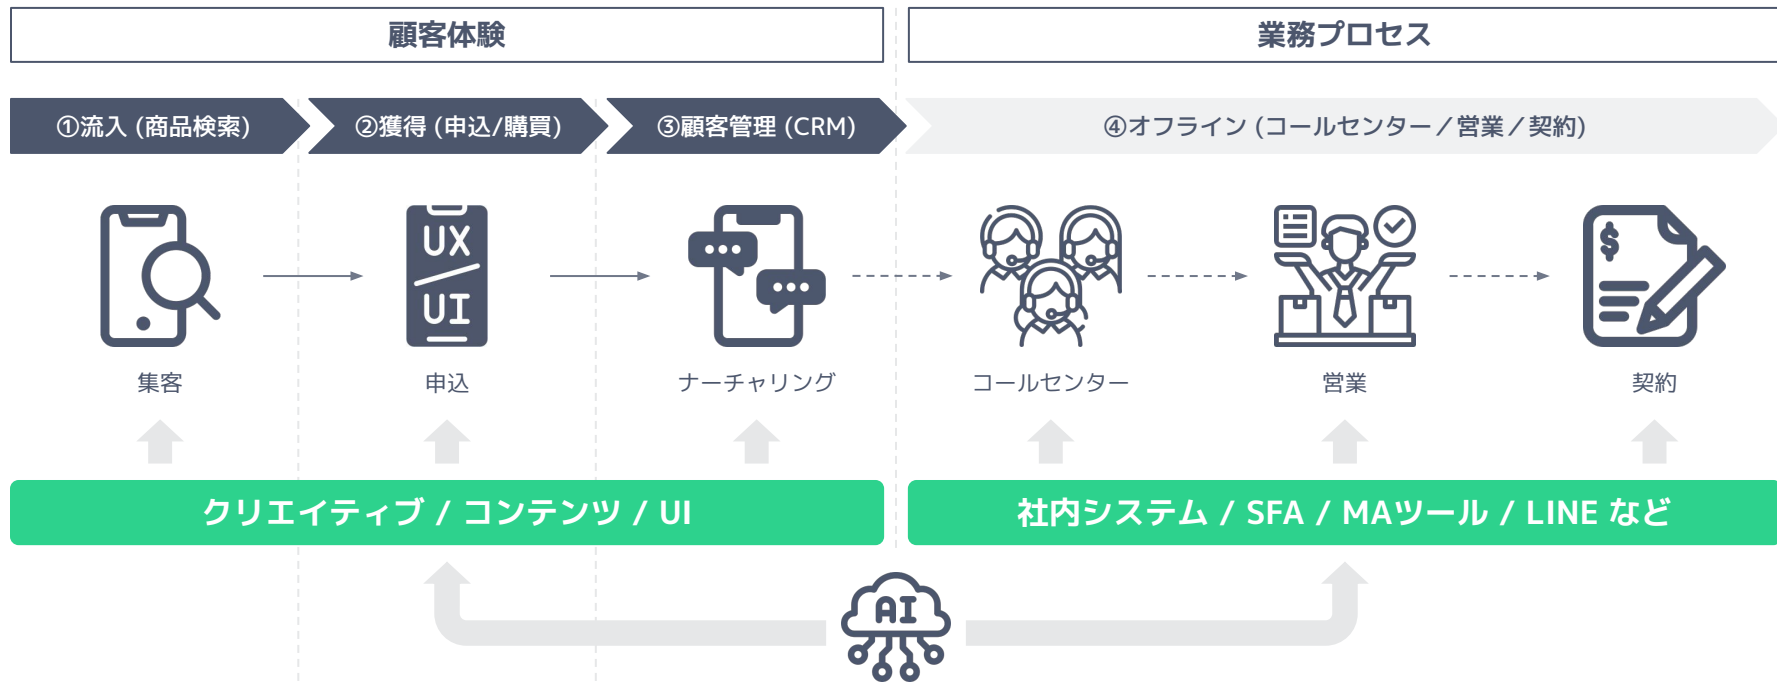 顧客体験
業務プロセス
①流入 (商品検索)
②獲得 (申込/購買)
③顧客管理 (CRM)
④オフライン (コールセンター／営業／契約)
UX
UI
$
集客
申込
ナーチャリング
コールセンター
営業
契約
クリエイティブ / コンテンツ / UI
社内システム / SFA / MAツール / LINE など
AI